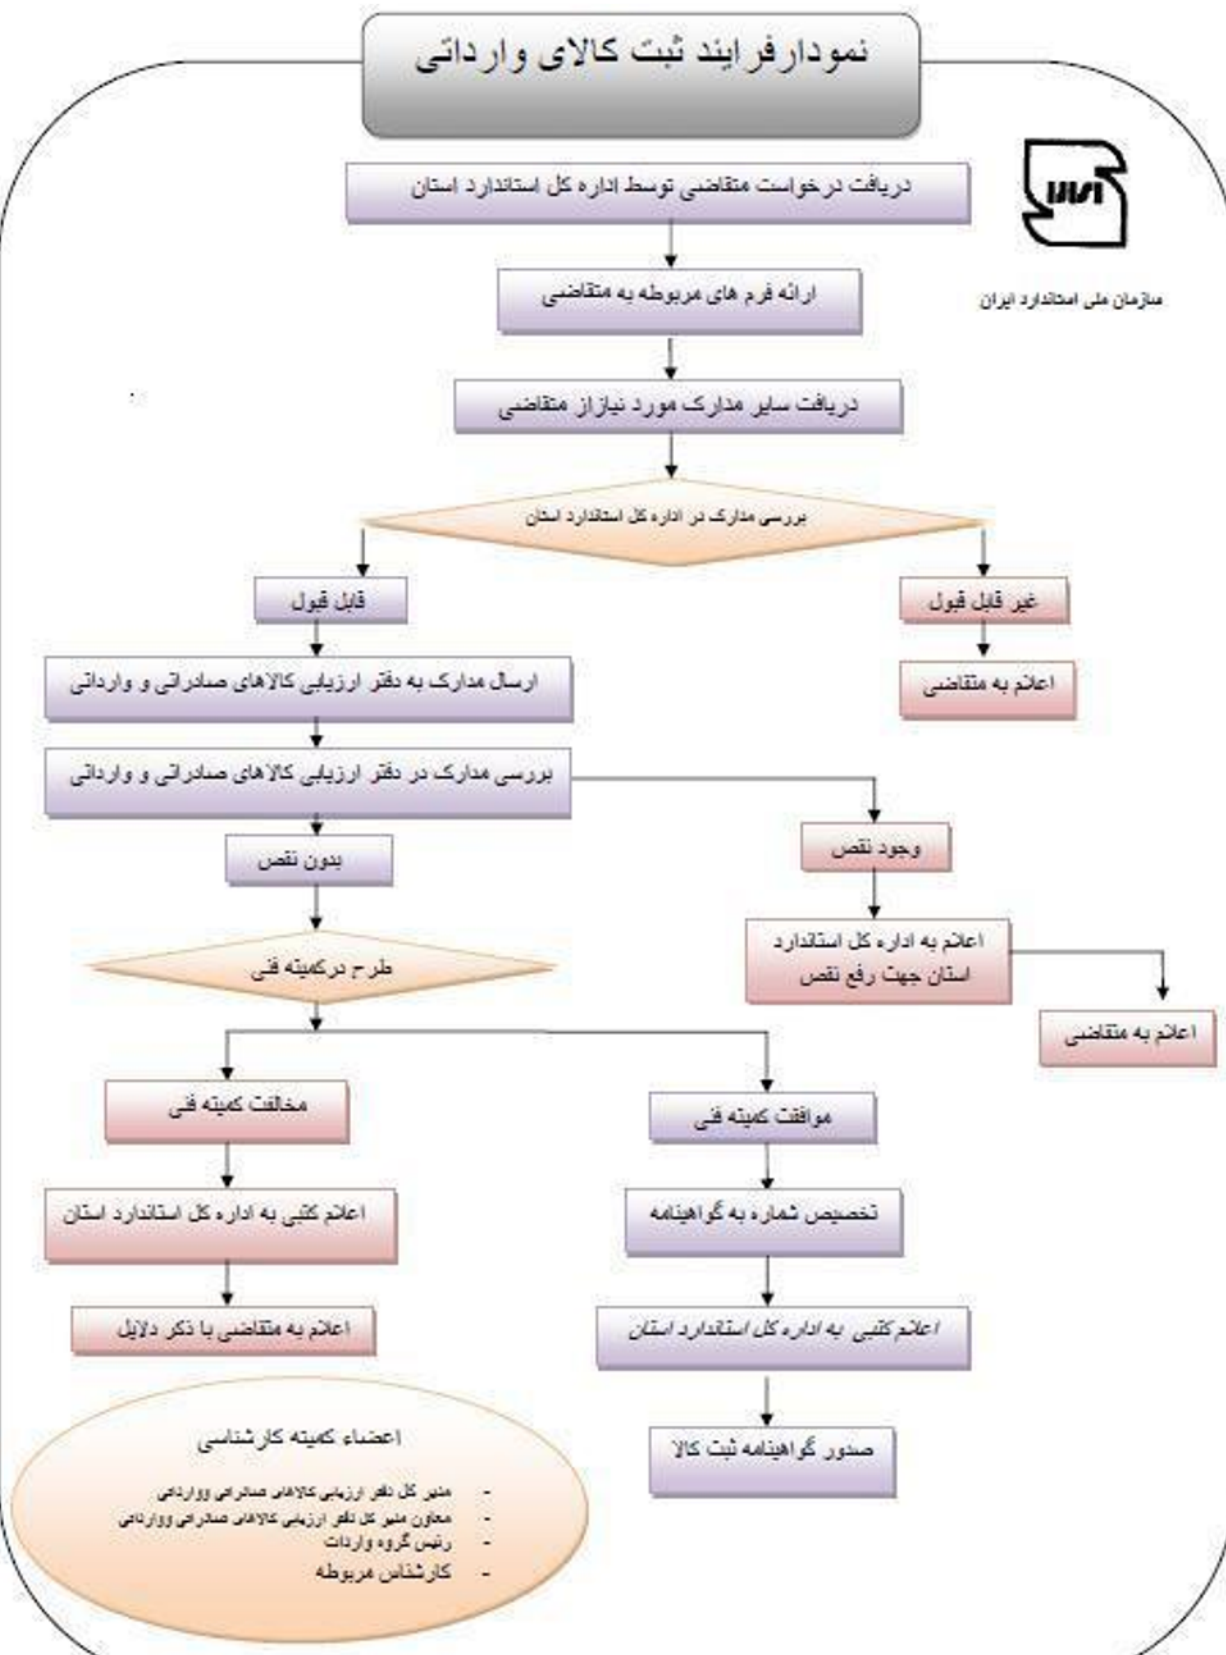 نمودارفرایند ثبت کالای وارداتی
دریافت درخواست متقاضی توسط اداره کل استاندارد استان
سازمان ملی استاندارد ایران
ارائه فرم های مربوطه به متقاضی
دریافت سایر مدارک مورد نیازاز متقاضی
بررسی مدارک در اداره کل استاندارد استان
غیر قابل قبول
قابل قبول
اعلام به متقاضی
ارسال مدارک به دفتر ارزیابی کالاهای صادراتی و وارداتی
بررسی مدارک در دفتر ارزیابی کالاهای صادراتی و وارداتی
وجود نقص
بدون نقص
اعلام به اداره کل استاندارد
استان جهت رفع نقص
طرح درکمیته فنی
اعلام به متقاضی
موافقت کمیته فنی
مخالفت کمیته فنی
تخصیص شماره به گواهینامه
اعلام کتبی به اداره کل استاندارد استان
اعلام کتبی به اداره کل استاندارد استان
اعلام به متقاضی با ذکر دلایل
صدور گواهینامه ثبت کالا
اعضاء کمیته کارشناسی
- مدیر کل دفتر ارزیابی کالاهای صادراتی ووارداتی
- معاون مدیر کل دفتر ارزیابی کالاهای صادراتی ووارداتی
- رئیس گروه واردات
- کارشناس مربوطه